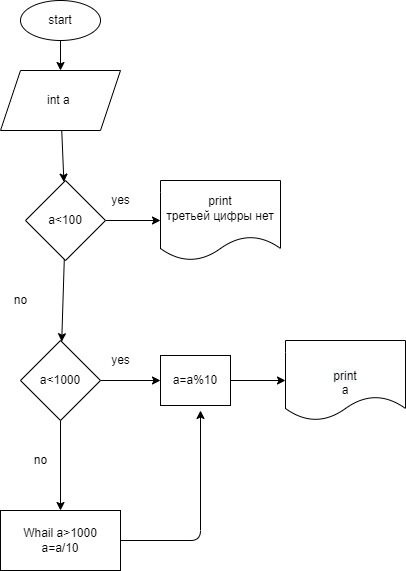 start
int a
a<100
yes
print
третьей цифры нет
no
a<1000
yes
a=a%10
print
a
no
Whail a>1000
a=a/10